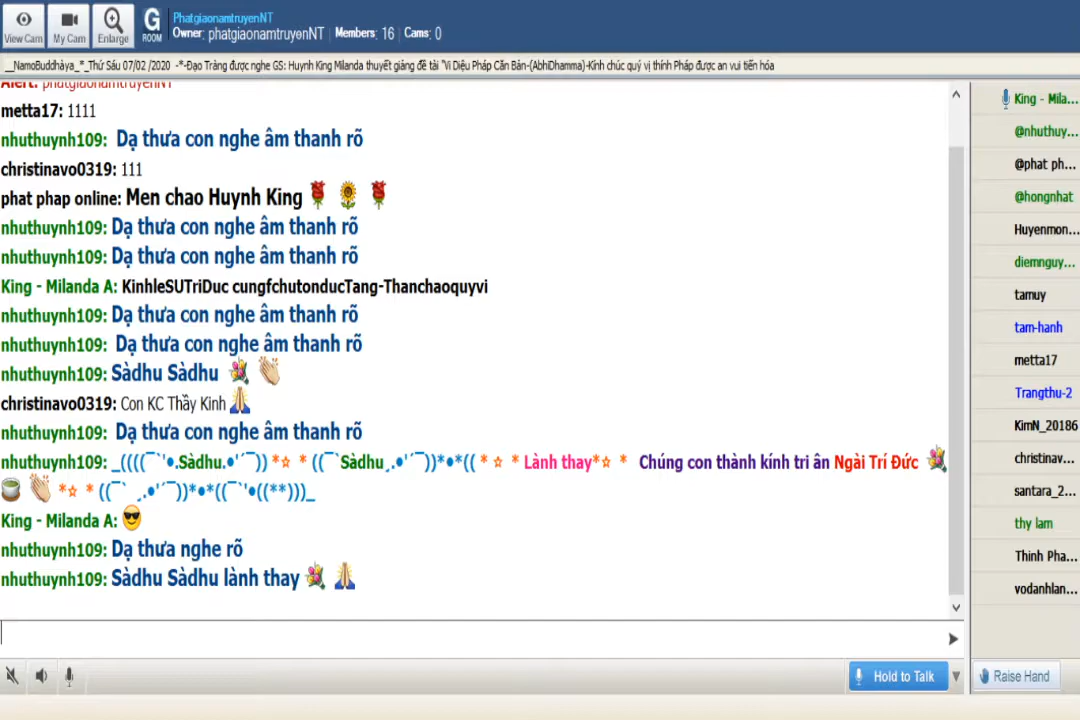 View Cam
My Cam
Enlarge
G
ROOM
PhatgiaonamtruyenNT
Owner: phatgiaonamtruyenNT | Members: 16 | Cams: 0
__NamoBuddhàya_*_Thứ Sáu 07/02 /2020 -*-Đạo Tràng được nghe GS: Huynh King Milanda thuyết giảng đề tài "Vi Diệu Pháp Căn Bản-(AbhiDhamma)-Kính chúc quý vị thính Pháp được an vui tiến hóa
Alert: phatgiaonamtruyenNT
metta17: 1111
nhuthuynh109: Dạ thưa con nghe âm thanh rõ
christinavo0319: 111
phat phap online: Men chao Huynh King
nhuthuynh109: Dạ thưa con nghe âm thanh rõ
nhuthuynh109: Dạ thưa con nghe âm thanh rõ
King - Milanda A: KinhleSUTriDuc cungfchutonducTang-Thanchaoquyvi
nhuthuynh109: Dạ thưa con nghe âm thanh rõ
nhuthuynh109: Dạ thưa con nghe âm thanh rõ
nhuthuynh109: Sàdhu Sàdhu
christinavo0319: Con KC Thầy Kinh
nhuthuynh109: Dạ thưa con nghe âm thanh rõ
nhuthuynh109: _((((¯`'•.Sàdhu.•'´¯)) *☆ * ((¯`Sàdhu¸.•'´¯))*•*(( * ☆ * Lành thay*☆ * Chúng con thành kính tri ân Ngài Trí Đức
*☆ * ((¯` ¸.•'´¯))*•*((¯`'•((**)))_
King - Milanda A:
nhuthuynh109: Dạ thưa nghe rõ
nhuthuynh109: Sàdhu Sàdhu lành thay
Hold to Talk
King - Mila...
@nhuthuy...
@phat ph...
@hongnhat
Huyenmon...
diemnguy...
tamuy
tam-hanh
metta17
Trangthu-2
KimN_20186
christinav...
santara_2...
thy lam
Thinh Pha...
vodanhlan...
Raise Hand